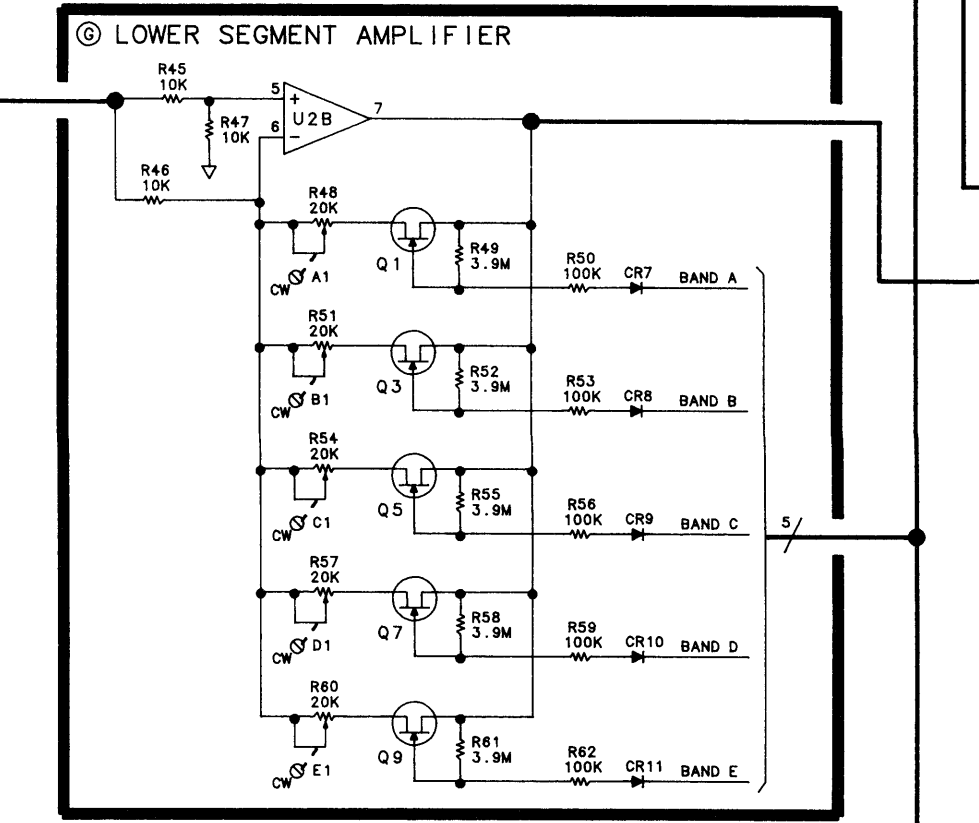 G LOWER SEGMENT AMPLIFIER
R45
10K
5
+
U2B
7
R47
10K
6
−
R46
10K
R48
20K
Q1
R49
3.9M
R50
100K
CR7
BAND A
CW
A1
R51
20K
Q3
R52
3.9M
R53
100K
CR8
BAND B
CW
B1
R54
20K
Q5
R55
3.9M
R56
100K
CR9
BAND C
CW
C1
5
R57
20K
Q7
R58
3.9M
R59
100K
CR10
BAND D
CW
D1
R60
20K
Q9
R61
3.9M
R62
100K
CR11
BAND E
CW
E1